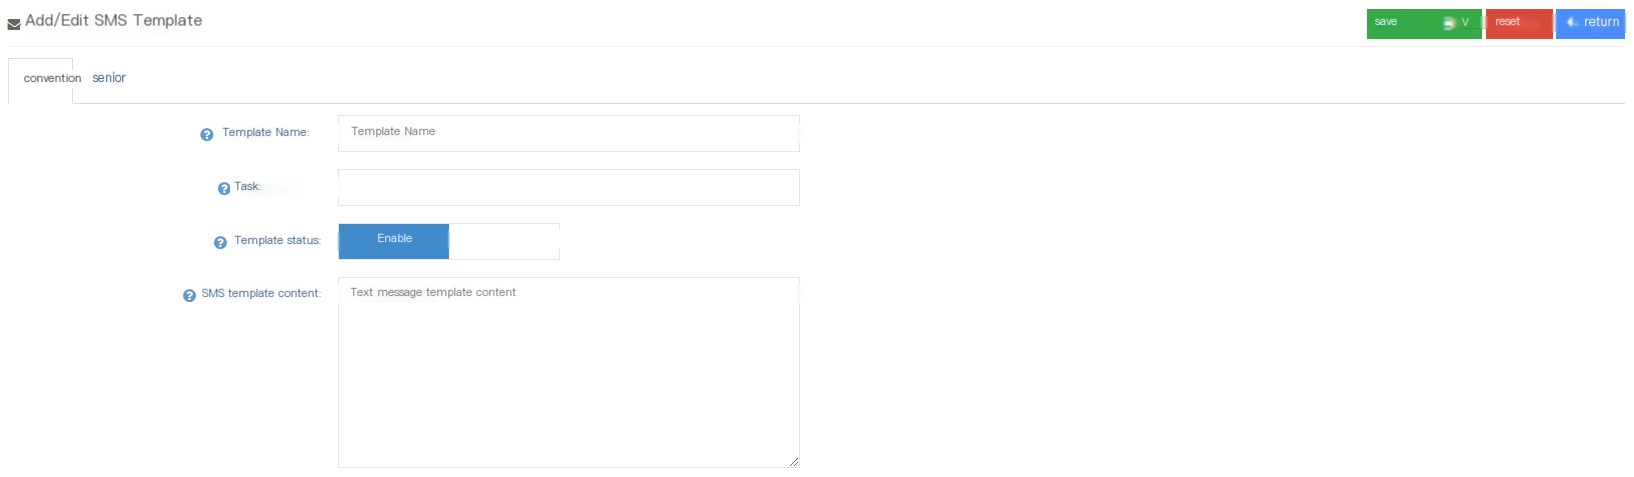 Add/Edit SMS Template
save V reset return
convention senior
Template Name: Template Name
Task:
Template status: Enable
SMS template content: Text message template content